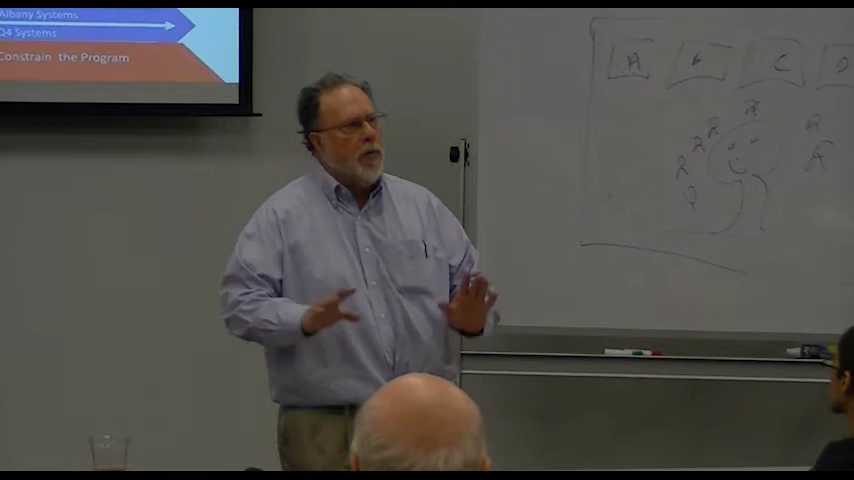 Albany Systems
Q4 Systems
Constrain the Program
A
C
D
R
R
R
R
R